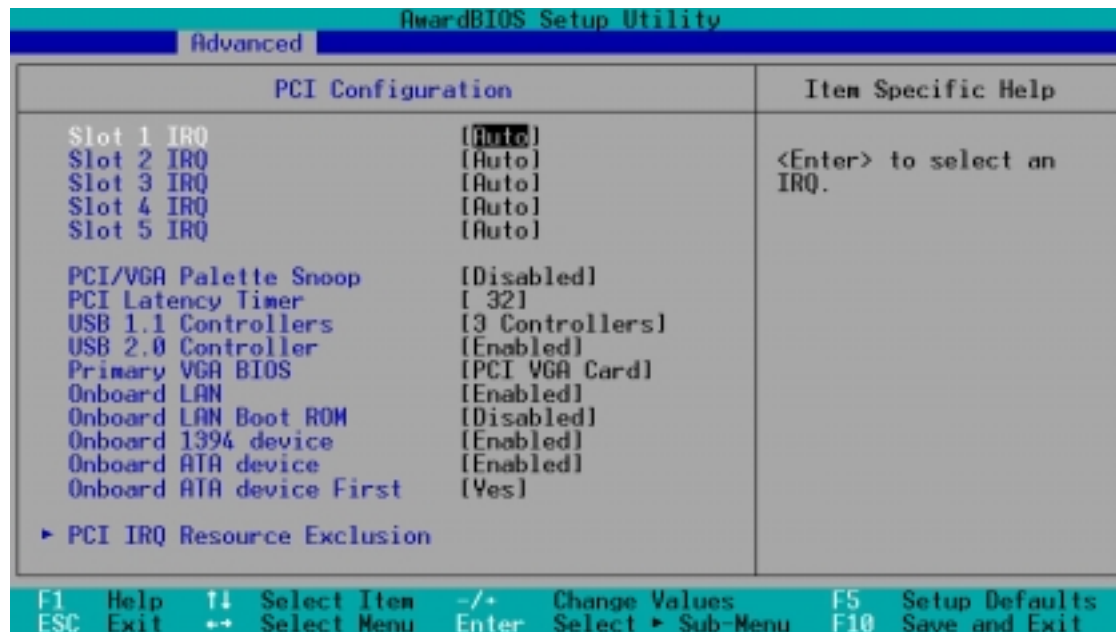 AwardBIOS Setup Utility
Advanced
PCI Configuration
Item Specific Help
Slot 1 IRQ [Auto]
Slot 2 IRQ [Auto]
Slot 3 IRQ [Auto]
Slot 4 IRQ [Auto]
Slot 5 IRQ [Auto]
<Enter> to select an
IRQ.
PCI/VGA Palette Snoop [Disabled]
PCI Latency Timer [ 32]
USB 1.1 Controllers [3 Controllers]
USB 2.0 Controller [Enabled]
Primary VGA BIOS [PCI VGA Card]
Onboard LAN [Enabled]
Onboard LAN Boot ROM [Disabled]
Onboard 1394 device [Enabled]
Onboard ATA device [Enabled]
Onboard ATA device First [Yes]
► PCI IRQ Resource Exclusion
F1 Help ↑↓ Select Item -/+ Change Values F5 Setup Defaults
ESC Exit ←→ Select Menu Enter Select ► Sub-Menu F10 Save and Exit